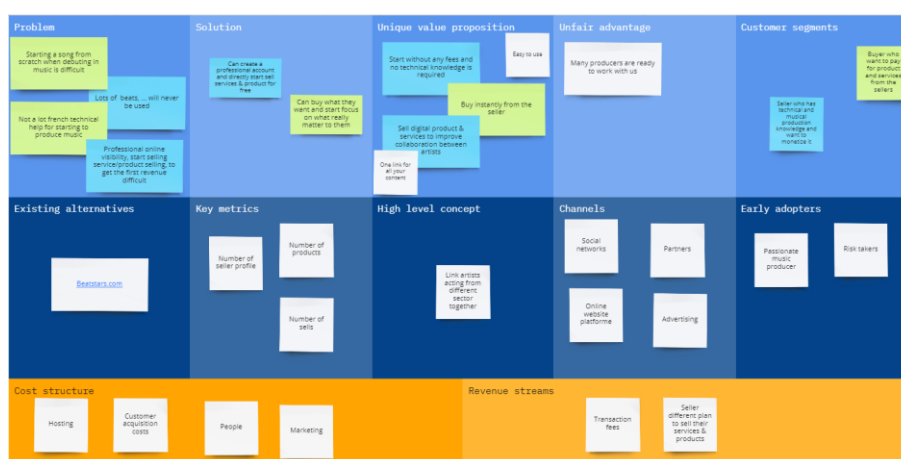 Problem
Starting a song from
scratch when debuting in
music is difficult
Lots of beats, ... will never
be used
Not a lot french technical
help for starting to
produce music
Professional online
visibility, start selling
service/product selling, to
get the first revenue
difficult
Solution
Can create a
professional account
and directly start sell
services & product for
free
Can buy what they
want and start focus
on what really
matter to them
Unique value proposition
Start without any fees and
no technical knowledge is
required
Easy to use
Buy instantly from the
seller
Sell digital product &
services to improve
collaboration between
artists
One link for
all your
content
Unfair advantage
Many producers are ready
to work with us
Customer segments
Buyer who
want to pay
for product
and services
from the
sellers
Seller who has
technical and
musical
production
knowledge and
want to
monetize it
Existing alternatives
Beatstars.com
Key metrics
Number of
seller profile
Number of
products
Number of
sells
High level concept
Link artists
acting from
different
sector
together
Channels
Social
networks
Partners
Online
website
platforme
Advertising
Early adopters
Passionate
music
producer
Risk takers
Cost structure
Hosting
Customer
acquisition
costs
People
Marketing
Revenue streams
Transaction
fees
Seller
different plan
to sell their
services &
products